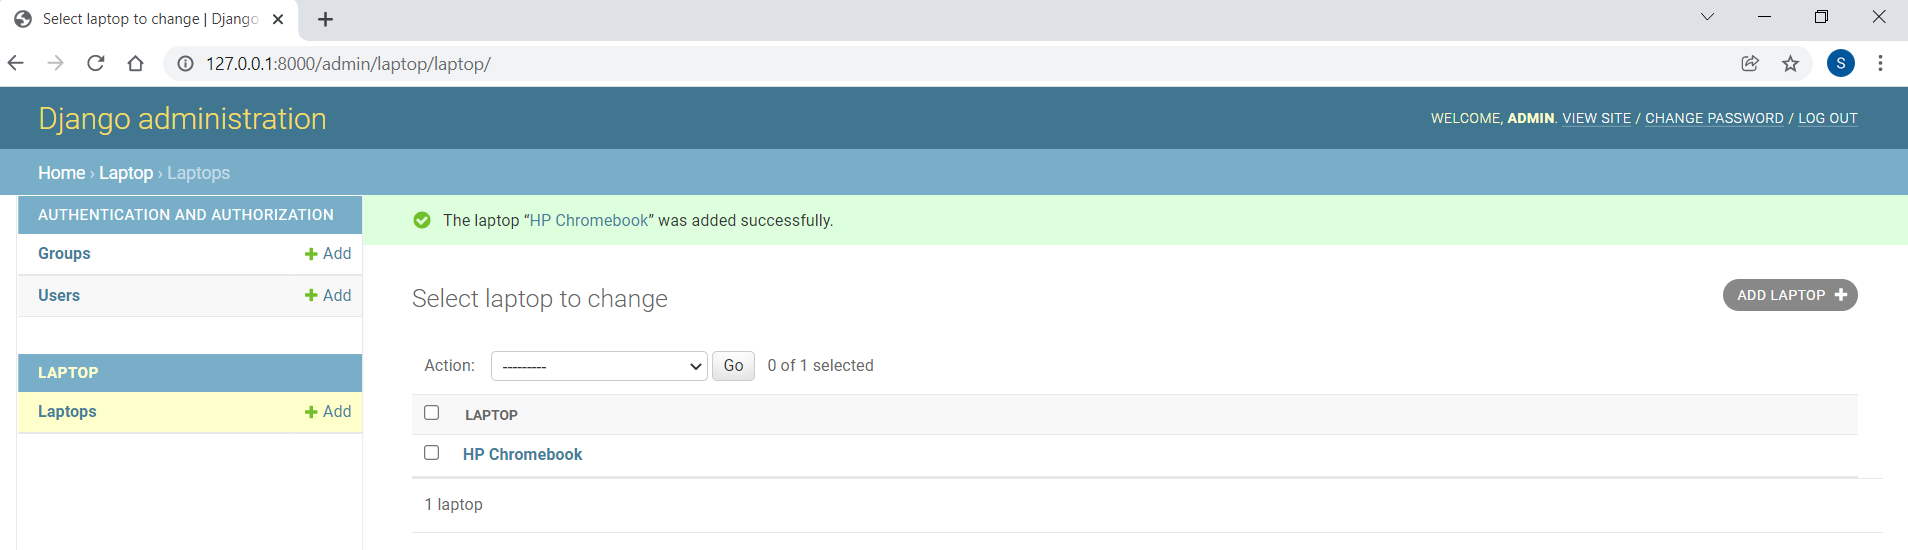 Select laptop to change | Django
127.0.0.1:8000/admin/laptop/laptop/
S
Django administration
WELCOME, ADMIN. VIEW SITE / CHANGE PASSWORD / LOG OUT
Home › Laptop › Laptops
AUTHENTICATION AND AUTHORIZATION
Groups
Add
Users
Add
LAPTOP
Laptops
Add
The laptop “HP Chromebook” was added successfully.
Select laptop to change
ADD LAPTOP
Action: --------- Go 0 of 1 selected
LAPTOP
HP Chromebook
1 laptop